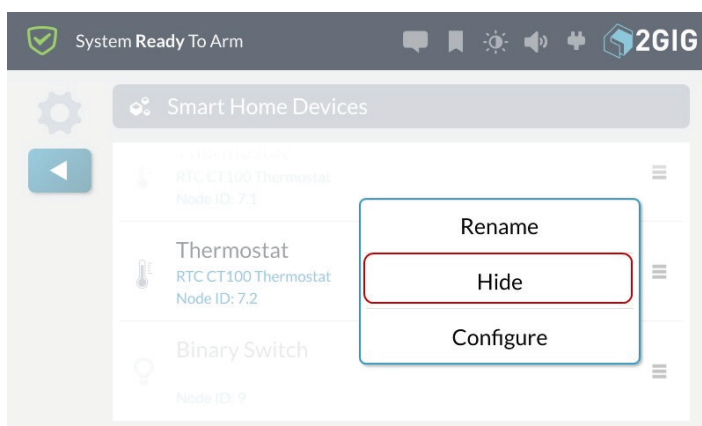 System Ready To Arm
2GIG
Smart Home Devices
RTC CT100 Thermostat
Node ID: 7.1
Thermostat
RTC CT100 Thermostat
Node ID: 7.2
Rename
Hide
Configure
Binary Switch
Node ID: 9